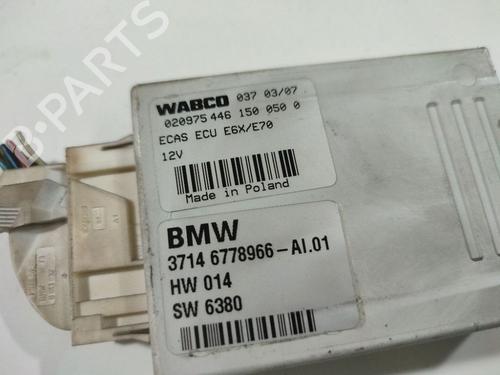 WABCO 037 03/07
020975 446 150 050 0
ECAS ECU E6X/E70
12V
Made in Poland
BMW
3714 6778966-AI.01
HW 014
SW 6380